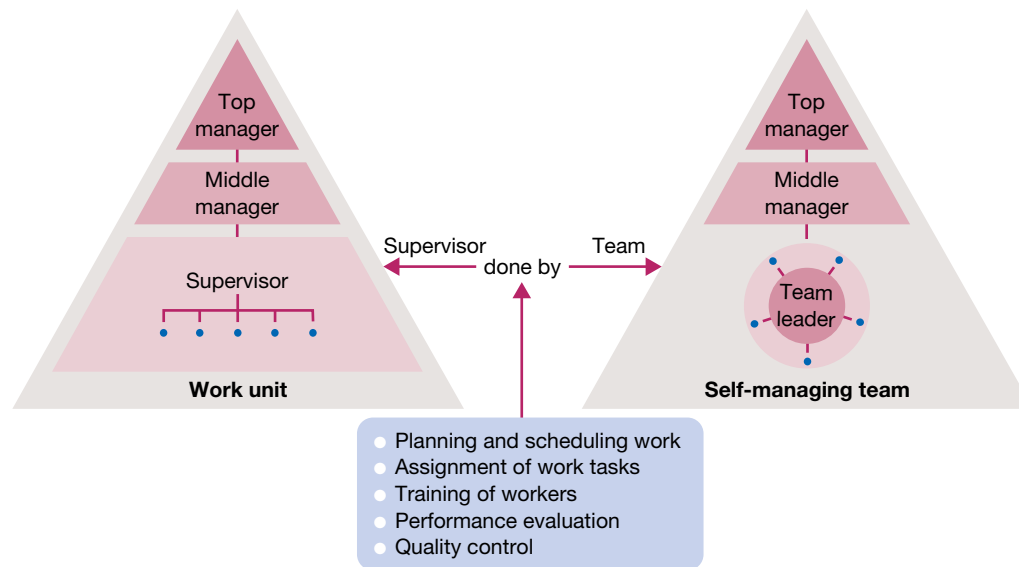 Top
manager
Middle
manager
Supervisor
Work unit
Supervisor
done by
Team
Top
manager
Middle
manager
Team
leader
Self-managing team
Planning and scheduling work
Assignment of work tasks
Training of workers
Performance evaluation
Quality control